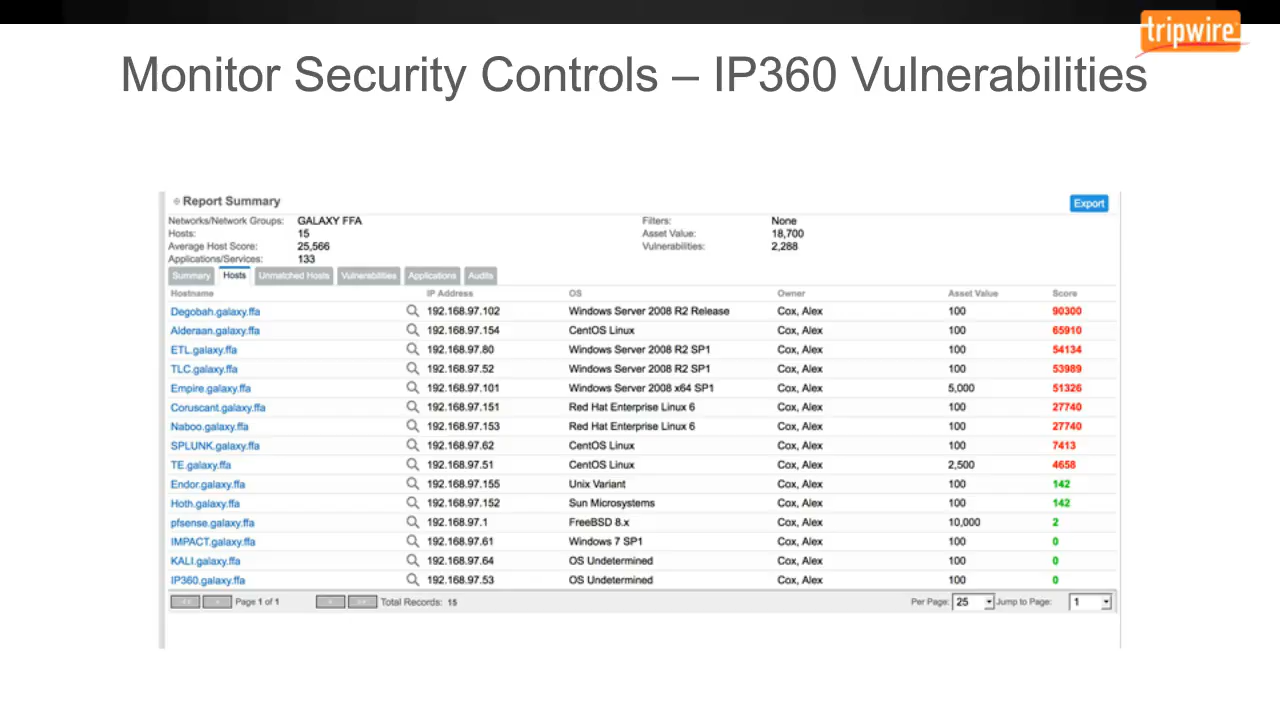 tripwire
Monitor Security Controls – IP360 Vulnerabilities
Report Summary
Export
Networks/Network Groups: GALAXY FFA Filters: None
Hosts: 15 Asset Value: 18,700
Average Host Score: 25,566 Vulnerabilities: 2,288
Applications/Services: 133
Summary Hosts Unmatched Hosts Vulnerabilities Applications Audits
Hostname IP Address OS Owner Asset Value Score
Degobah.galaxy.ffa 192.168.97.102 Windows Server 2008 R2 Release Cox, Alex 100 90300
Alderaan.galaxy.ffa 192.168.97.154 CentOS Linux Cox, Alex 100 65910
ETL.galaxy.ffa 192.168.97.80 Windows Server 2008 R2 SP1 Cox, Alex 100 54134
TLC.galaxy.ffa 192.168.97.52 Windows Server 2008 R2 SP1 Cox, Alex 100 53989
Empire.galaxy.ffa 192.168.97.101 Windows Server 2008 x64 SP1 Cox, Alex 5,000 51326
Coruscant.galaxy.ffa 192.168.97.151 Red Hat Enterprise Linux 6 Cox, Alex 100 27740
Naboo.galaxy.ffa 192.168.97.153 Red Hat Enterprise Linux 6 Cox, Alex 100 27740
SPLUNK.galaxy.ffa 192.168.97.62 CentOS Linux Cox, Alex 100 7413
TE.galaxy.ffa 192.168.97.51 CentOS Linux Cox, Alex 2,500 4658
Endor.galaxy.ffa 192.168.97.155 Unix Variant Cox, Alex 100 142
Hoth.galaxy.ffa 192.168.97.152 Sun Microsystems Cox, Alex 100 142
pfsense.galaxy.ffa 192.168.97.1 FreeBSD 8.x Cox, Alex 10,000 2
IMPACT.galaxy.ffa 192.168.97.61 Windows 7 SP1 Cox, Alex 100 0
KALI.galaxy.ffa 192.168.97.64 OS Undetermined Cox, Alex 100 0
IP360.galaxy.ffa 192.168.97.53 OS Undetermined Cox, Alex 100 0
Page 1 of 1 Total Records: 15 Per Page: 25 Jump to Page: 1